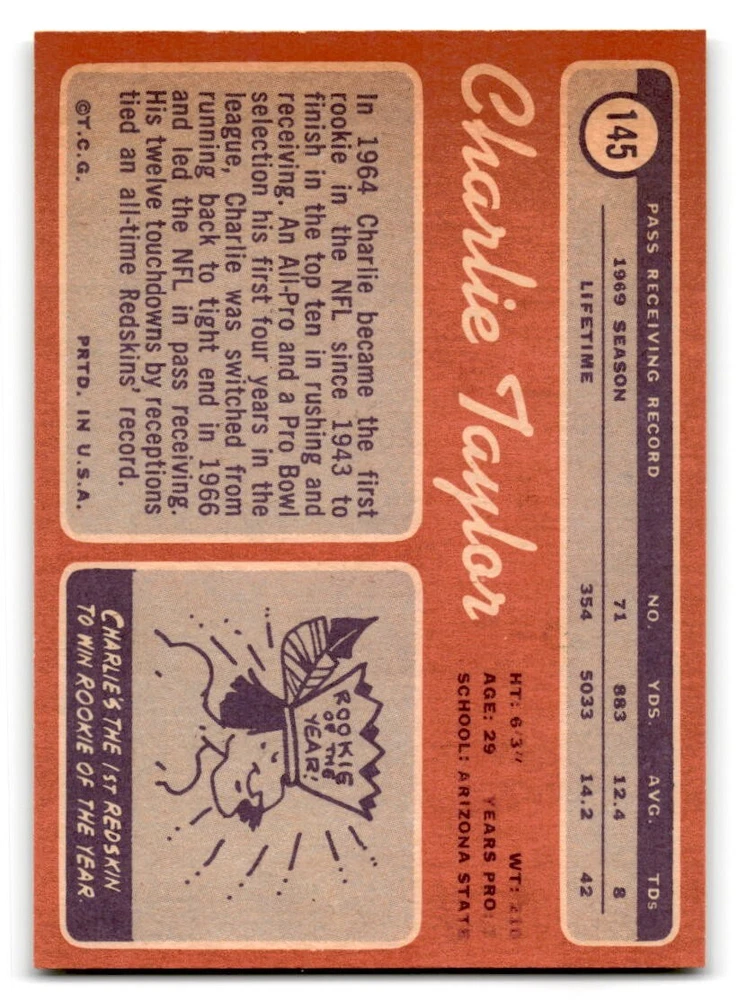 145
PASS RECEIVING RECORD NO. YDS. AVG. TDs
1969 SEASON 71 883 12.4 8
LIFETIME 354 5033 14.2 42
Charlie Taylor
HT: 6'3" WT: 210
AGE: 29 YEARS PRO:
SCHOOL: ARIZONA STATE
In 1964 Charlie became the first
rookie in the NFL since 1943 to
finish in the top ten in rushing and
receiving. An All-Pro and a Pro Bowl
selection his first four years in the
league, Charlie was switched from
running back to tight end in 1966
and led the NFL in pass receiving.
His twelve touchdowns by receptions
tied an all-time Redskins' record.
©T.C.G. PRTD. IN U.S.A.
ROOKIE
OF THE
YEAR!
CHARLIE'S THE 1ST REDSKIN
TO WIN ROOKIE OF THE YEAR.